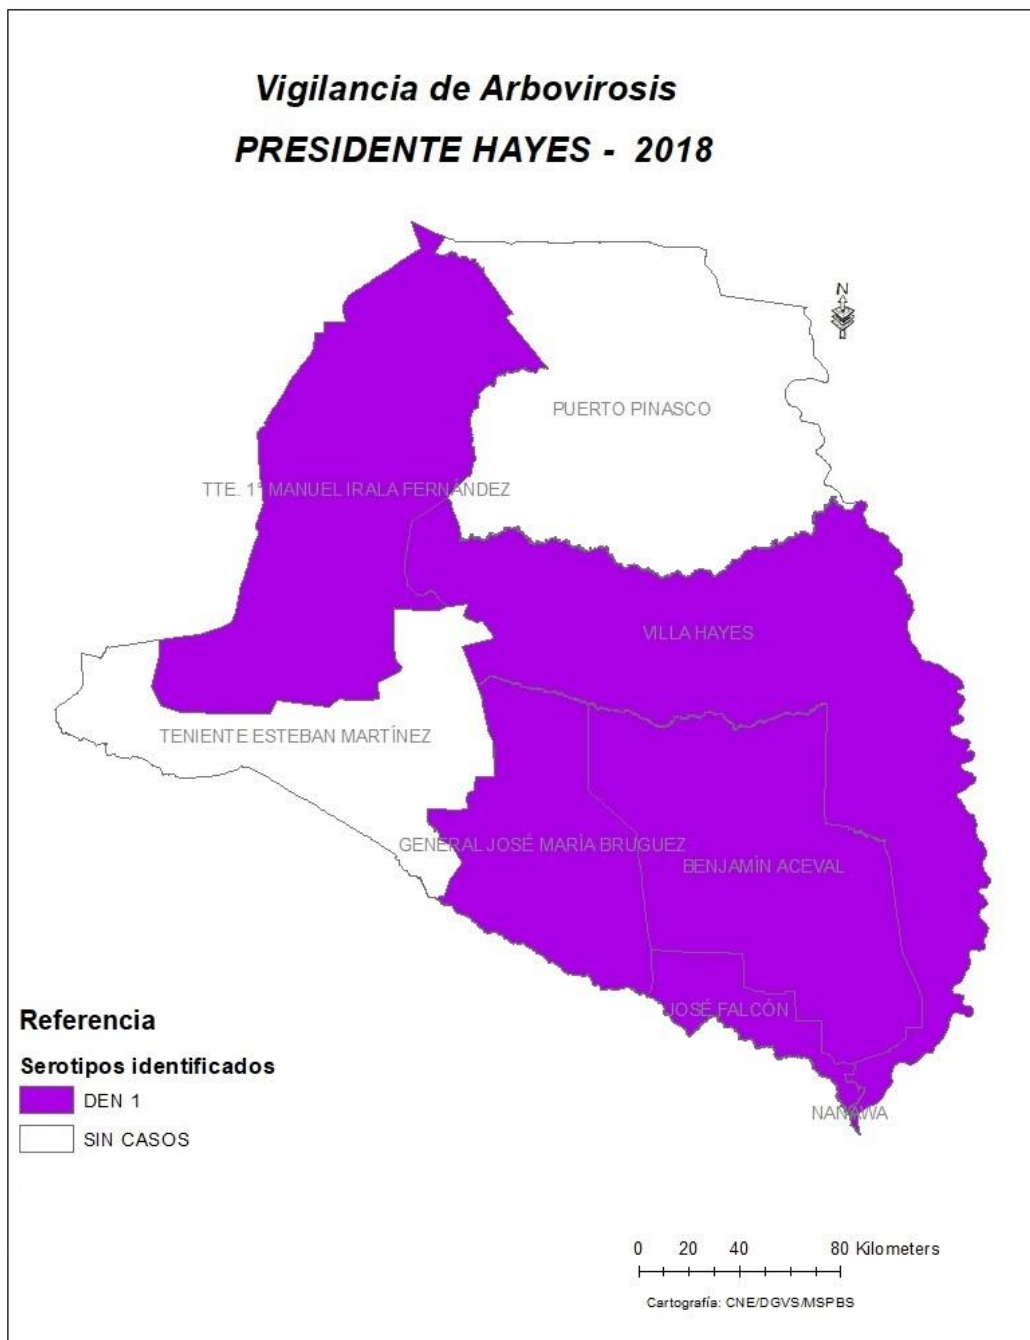 Vigilancia de Arbovirosis
PRESIDENTE HAYES - 2018
N
PUERTO PINASCO
TTE. 1° MANUEL IRALA FERNÁNDEZ
VILLA HAYES
TENIENTE ESTEBAN MARTÍNEZ
GENERAL JOSÉ MARÌA BRUGUEZ
BENJAMÍN ACEVAL
JOSÉ FALCÓN
NANAWA
Referencia
Serotipos identificados
DEN 1
SIN CASOS
0 20 40 80 Kilometers
Cartografía: CNE/DGVS/MSPBS